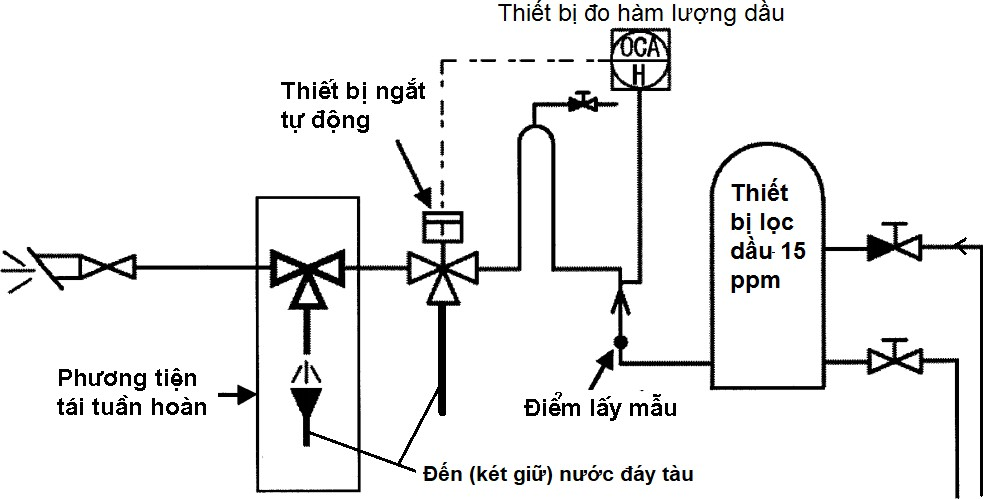 Thiết bị đo hàm lượng dầu
OCA
H
Thiết bị ngắt
tự động
Thiết
bị lọc
dầu 15
ppm
Phương tiện
tái tuần hoàn
Điểm lấy mẫu
Đến (két giữ) nước đáy tàu